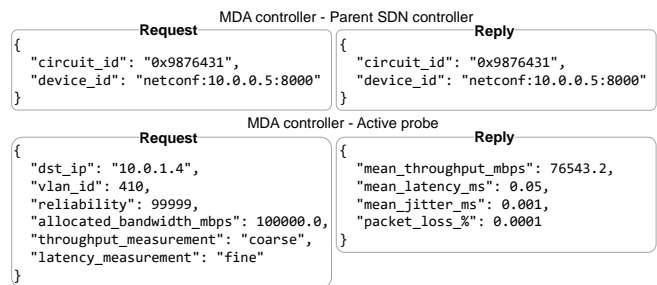 MDA controller - Parent SDN controller
Request
{
  "circuit_id": "0x9876431",
  "device_id": "netconf:10.0.0.5:8000"
}
Reply
{
  "circuit_id": "0x9876431",
  "device_id": "netconf:10.0.0.5:8000"
}
MDA controller - Active probe
Request
{
  "dst_ip": "10.0.1.4",
  "vlan_id": 410,
  "reliability": 99999,
  "allocated_bandwidth_mbps": 100000.0,
  "throughput_measurement": "coarse",
  "latency_measurement": "fine"
}
Reply
{
  "mean_throughput_mbps": 76543.2,
  "mean_latency_ms": 0.05,
  "mean_jitter_ms": 0.001,
  "packet_loss_%": 0.0001
}